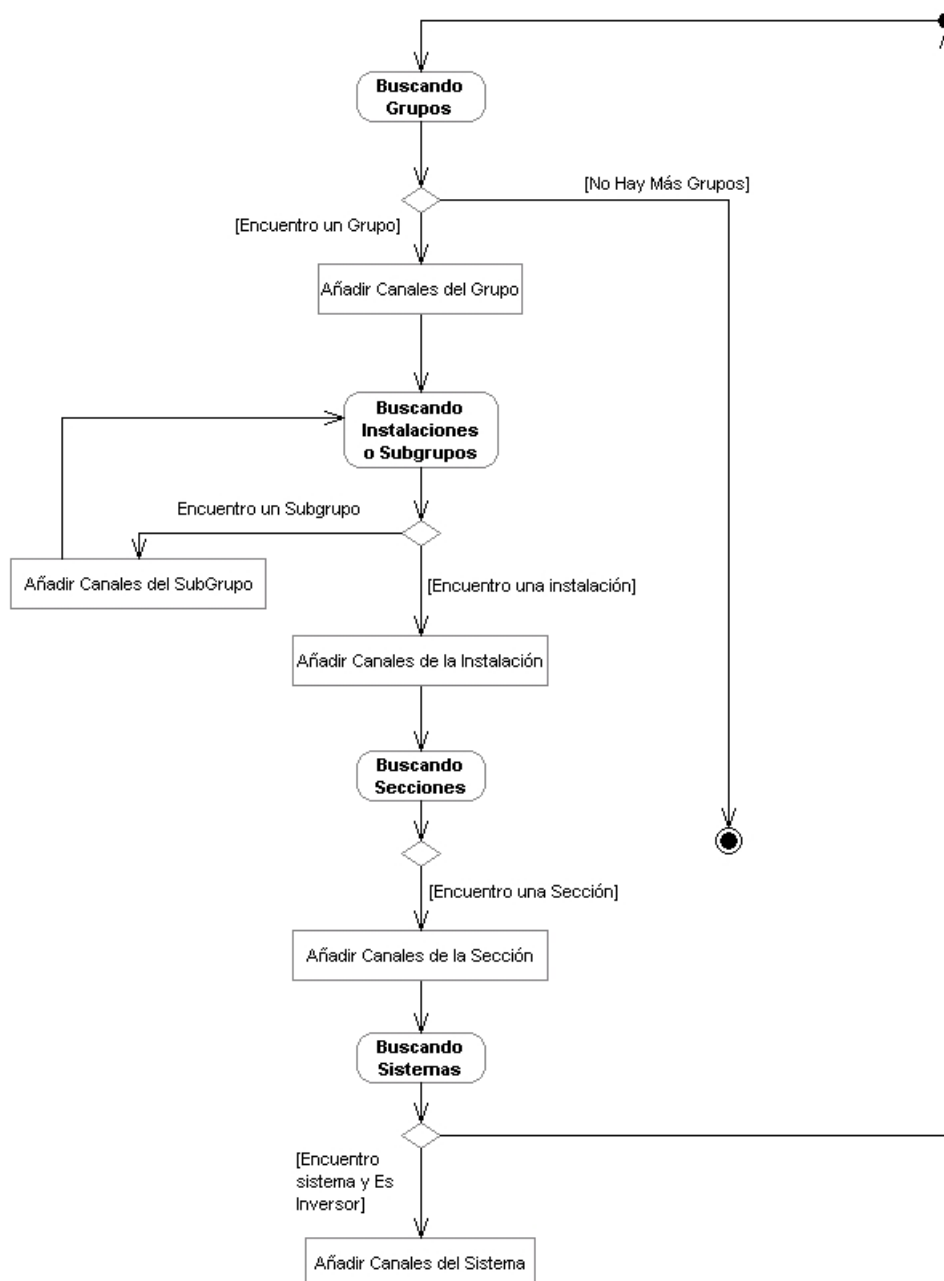 Buscando
Grupos
[No Hay Más Grupos]
[Encuentro un Grupo]
Añadir Canales del Grupo
Buscando
Instalaciones
o Subgrupos
Encuentro un Subgrupo
Añadir Canales del SubGrupo
[Encuentro una instalación]
Añadir Canales de la Instalación
Buscando
Secciones
[Encuentro una Sección]
Añadir Canales de la Sección
Buscando
Sistemas
[Encuentro
sistema y Es
Inversor]
Añadir Canales del Sistema